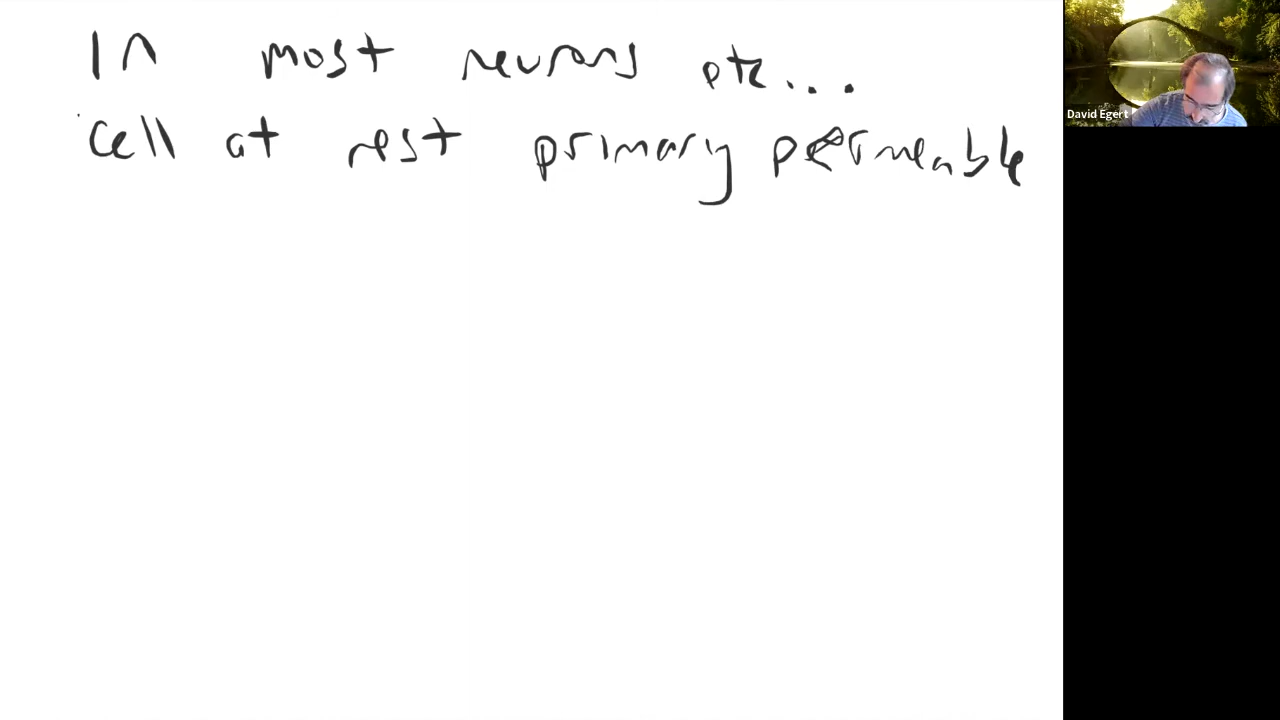 In most neurons etc...
cell at rest primary permeable
David Egert